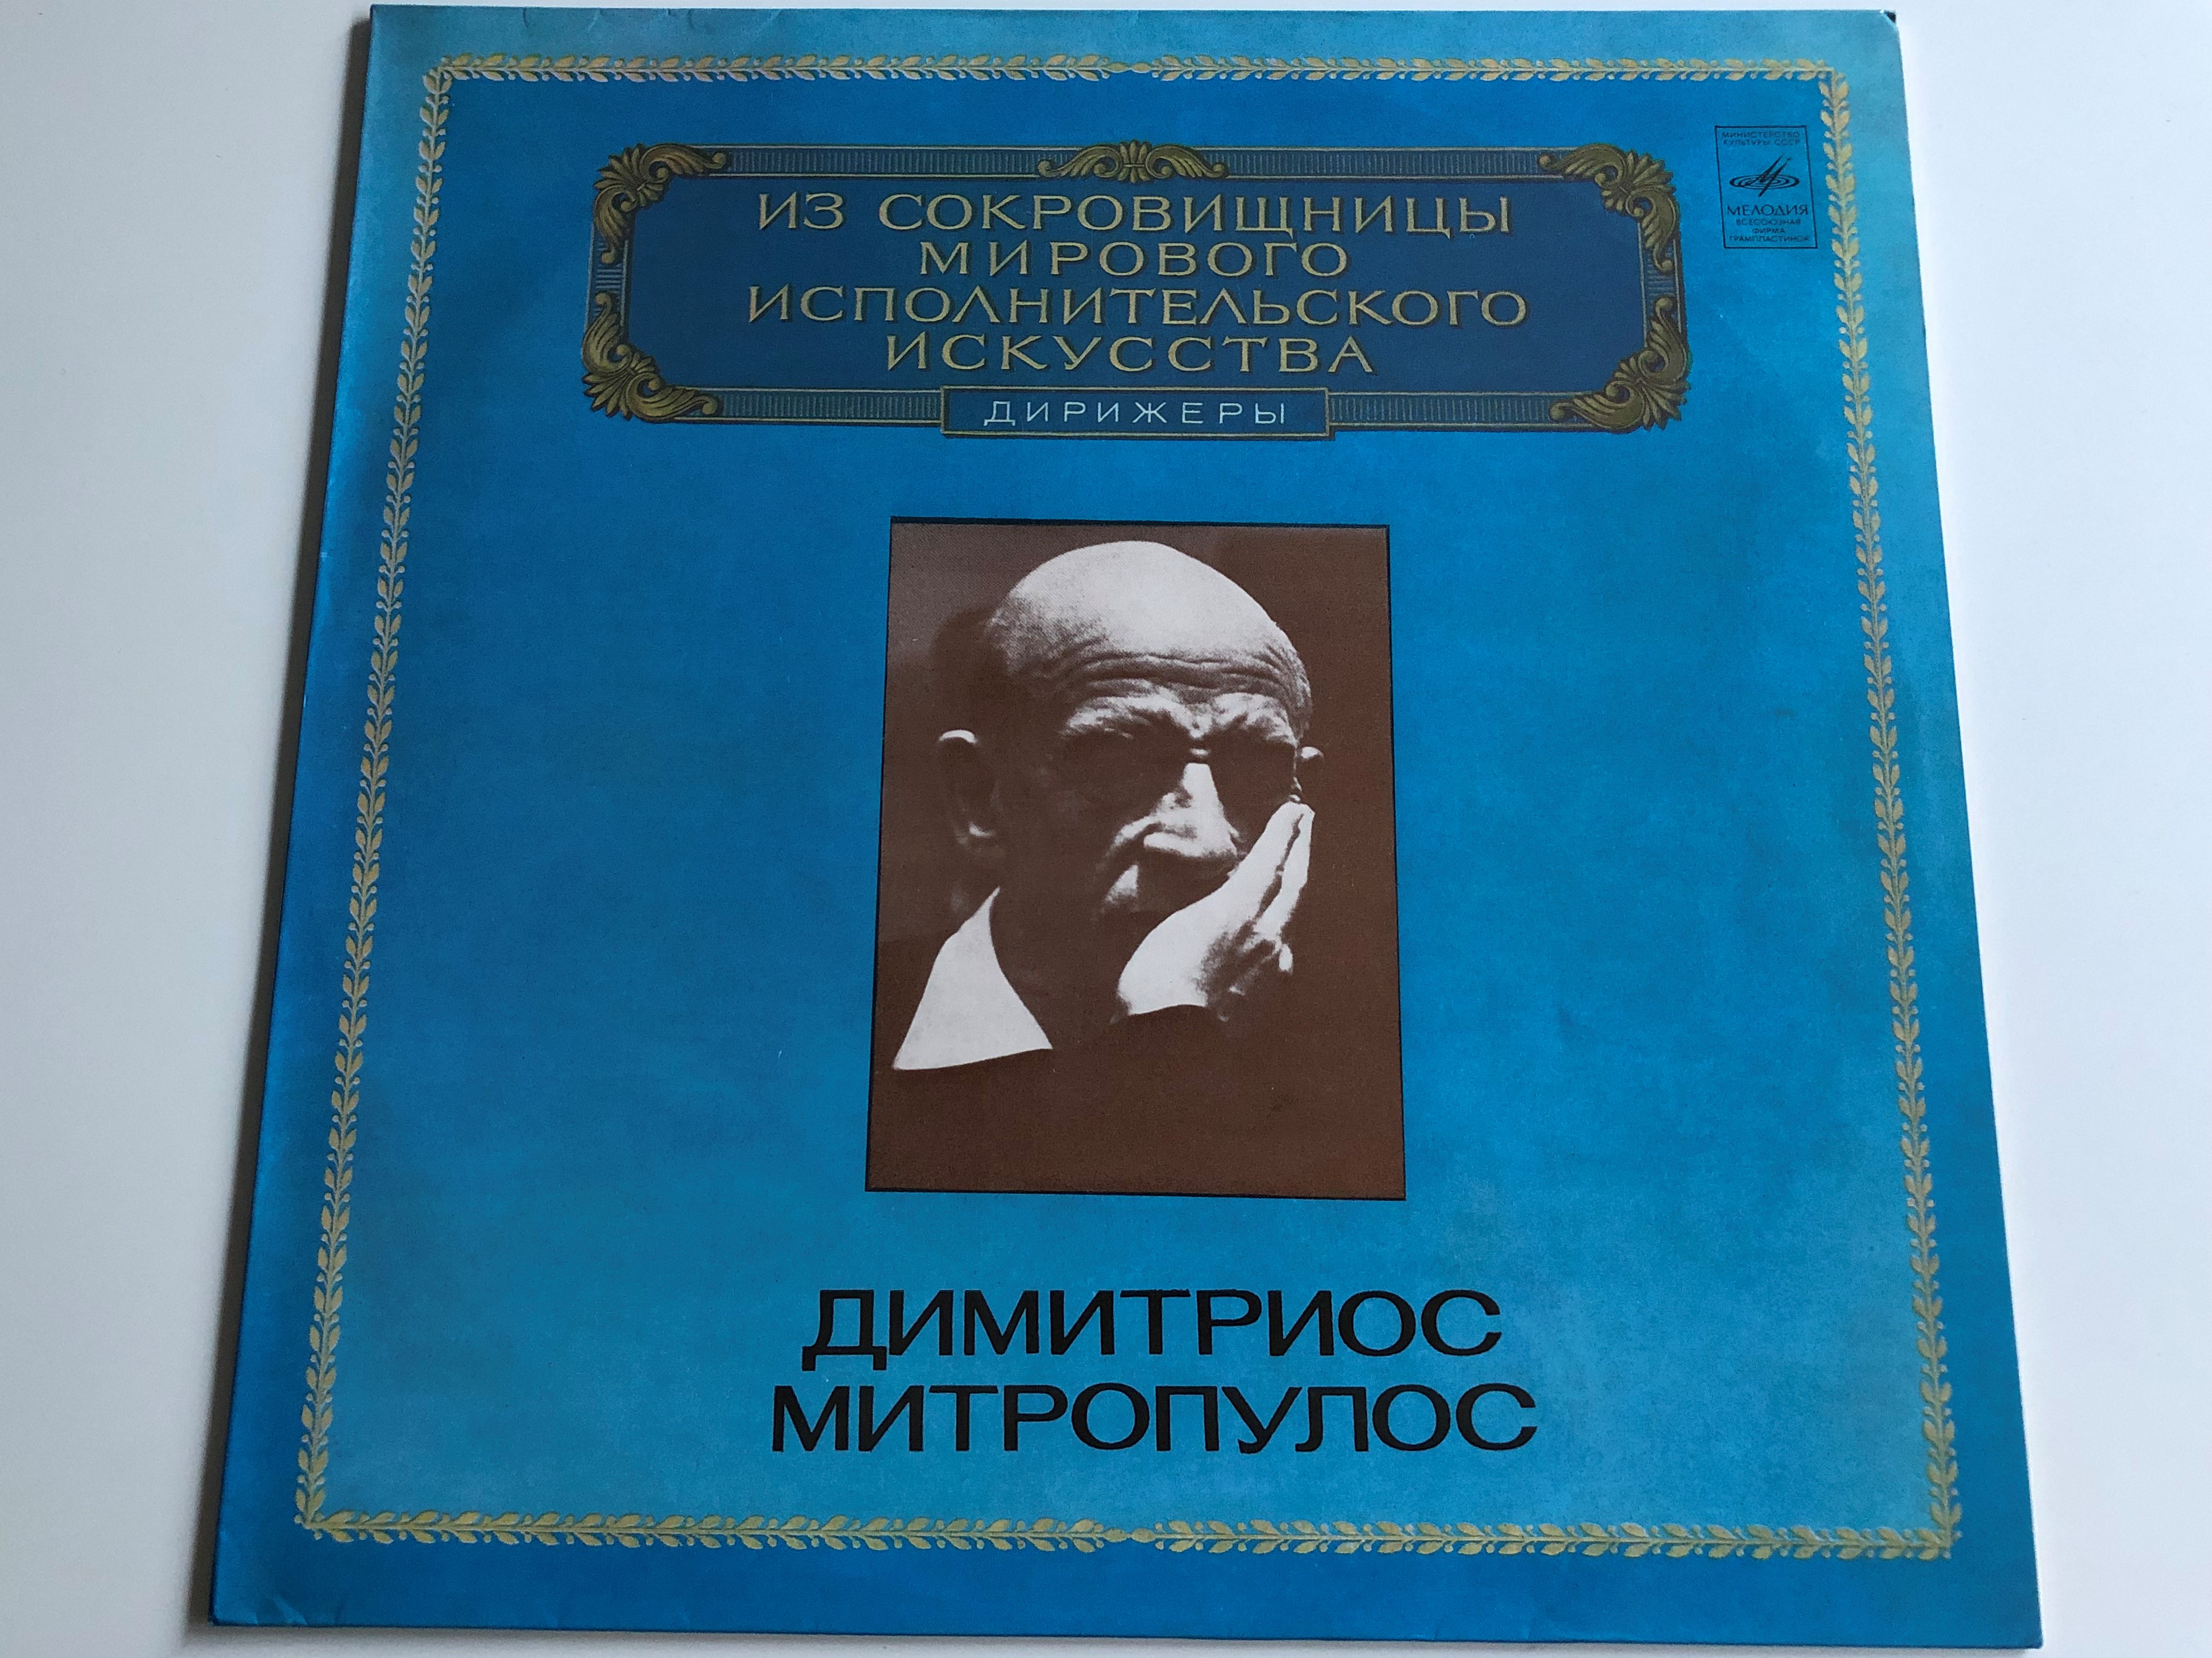 МИНИСТЕРСТВО
КУЛЬТУРЫ СССР
МЕЛОДИЯ
ВСЕСОЮЗНАЯ
ФИРМА
ГРАМПЛАСТИНОК
ИЗ СОКРОВИЩНИЦЫ
МИРОВОГО
ИСПОЛНИТЕЛЬСКОГО
ИСКУССТВА
ДИРИЖЕРЫ
ДИМИТРИОС
МИТРОПУЛОС